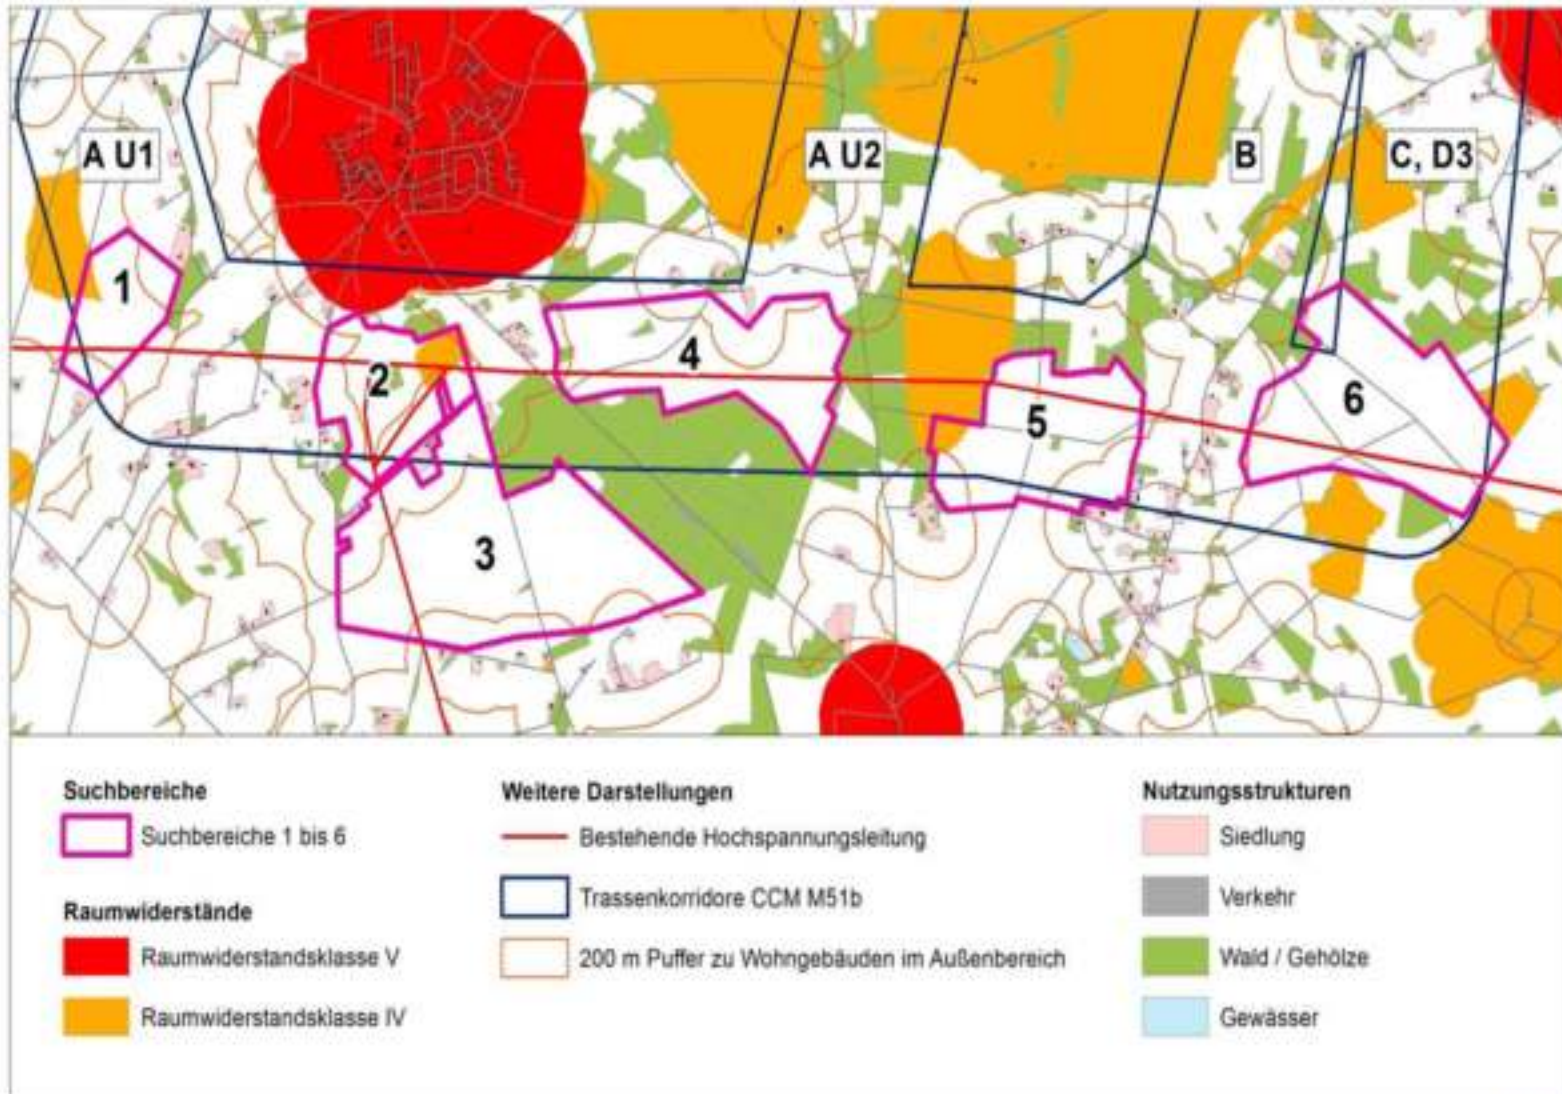 A U1
A U2
B
C, D3
1
2
3
4
5
6
Suchbereiche
Suchbereiche 1 bis 6
Raumwiderstände
Raumwiderstandsklasse V
Raumwiderstandsklasse IV
Weitere Darstellungen
Bestehende Hochspannungsleitung
Trassenkorridore CCM M51b
200 m Puffer zu Wohngebäuden im Außenbereich
Nutzungsstrukturen
Siedlung
Verkehr
Wald / Gehölze
Gewässer